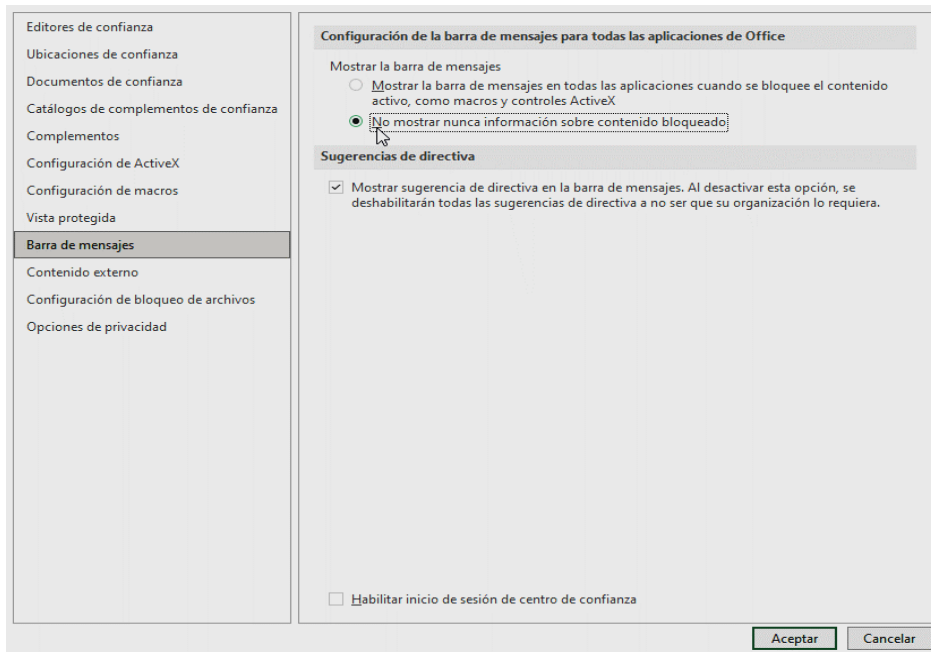 Editores de confianza
Ubicaciones de confianza
Documentos de confianza
Catálogos de complementos de confianza
Complementos
Configuración de ActiveX
Configuración de macros
Vista protegida
Barra de mensajes
Contenido externo
Configuración de bloqueo de archivos
Opciones de privacidad
Configuración de la barra de mensajes para todas las aplicaciones de Office
Mostrar la barra de mensajes
Mostrar la barra de mensajes en todas las aplicaciones cuando se bloquee el contenido
activo, como macros y controles ActiveX
No mostrar nunca información sobre contenido bloqueado
Sugerencias de directiva
Mostrar sugerencia de directiva en la barra de mensajes. Al desactivar esta opción, se
deshabilitarán todas las sugerencias de directiva a no ser que su organización lo requiera.
Habilitar inicio de sesión de centro de confianza
Aceptar
Cancelar